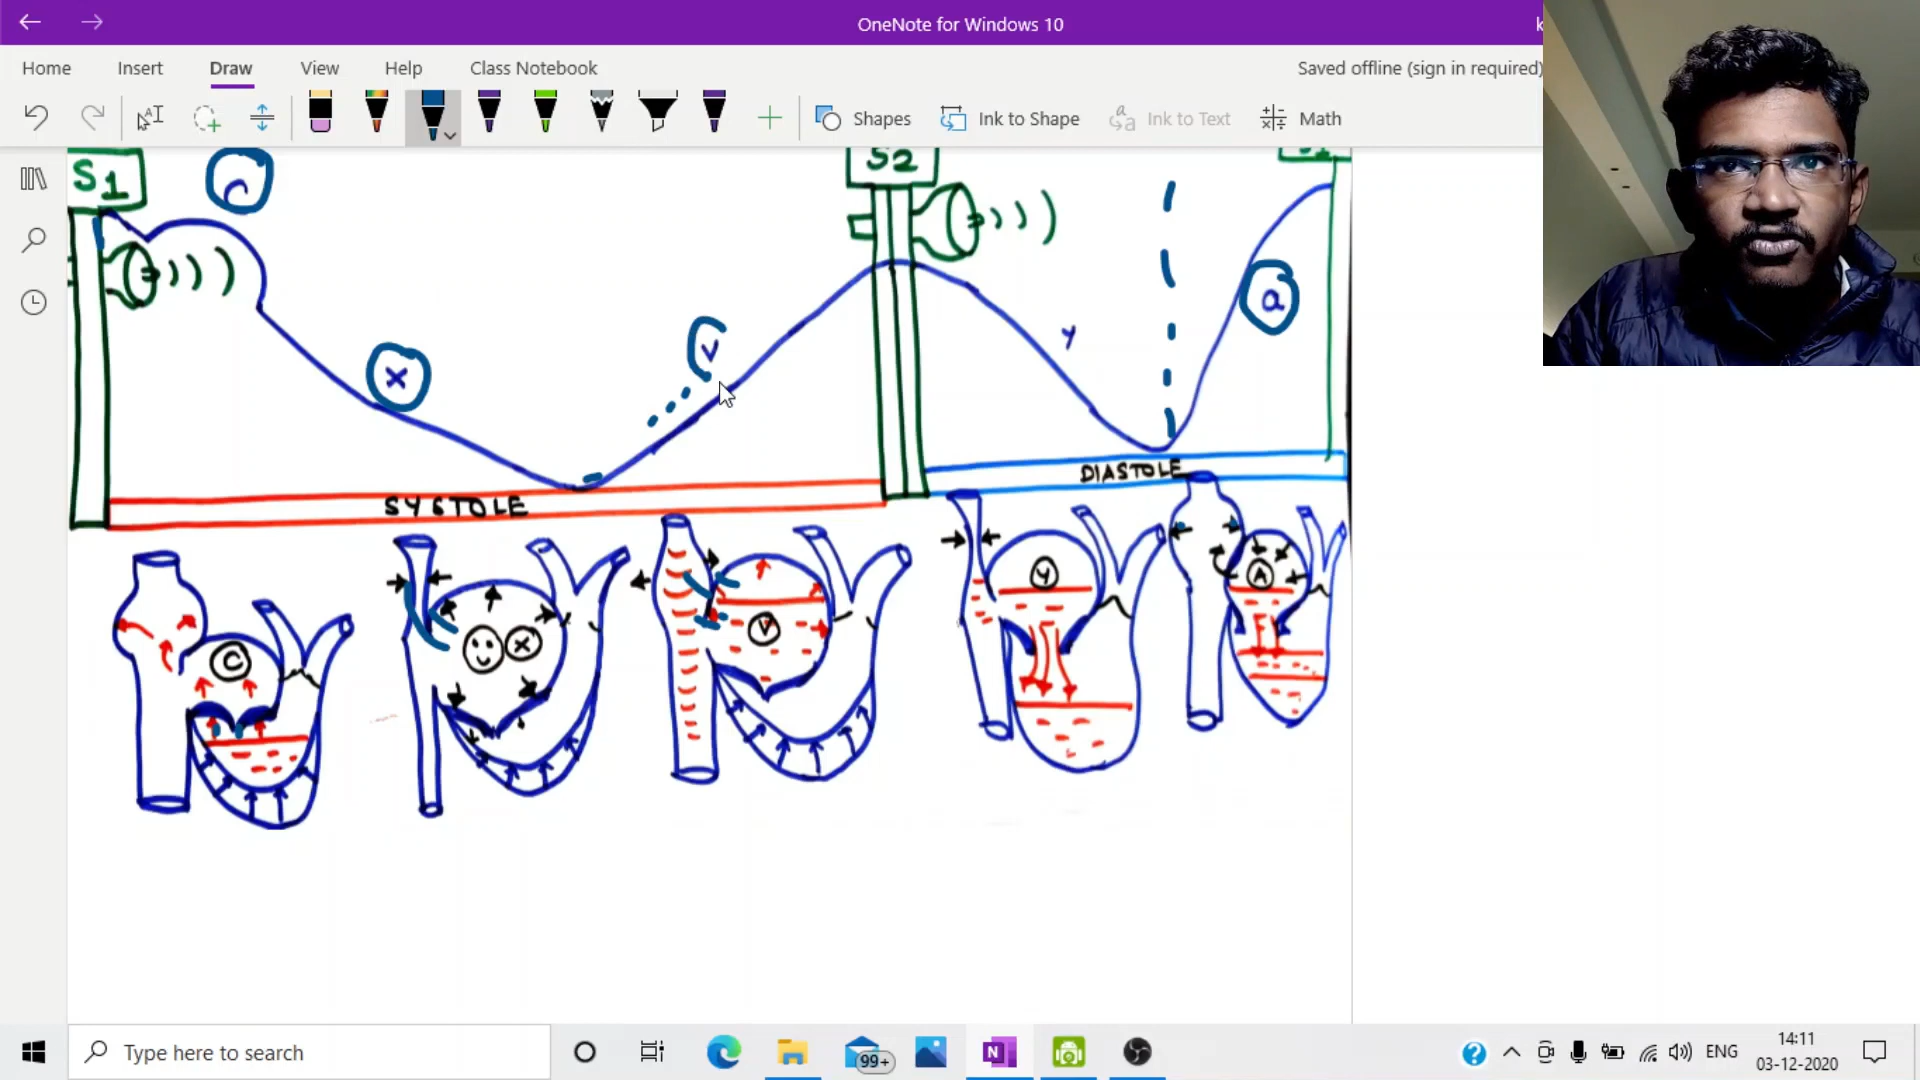 OneNote for Windows 10
Home Insert Draw View Help Class Notebook
Saved offline (sign in required)
Shapes Ink to Shape Ink to Text Math
S1 C S2
a
x v y
SYSTOLE DIASTOLE
C X V Y A
Type here to search
99+
ENG
14:11
03-12-2020